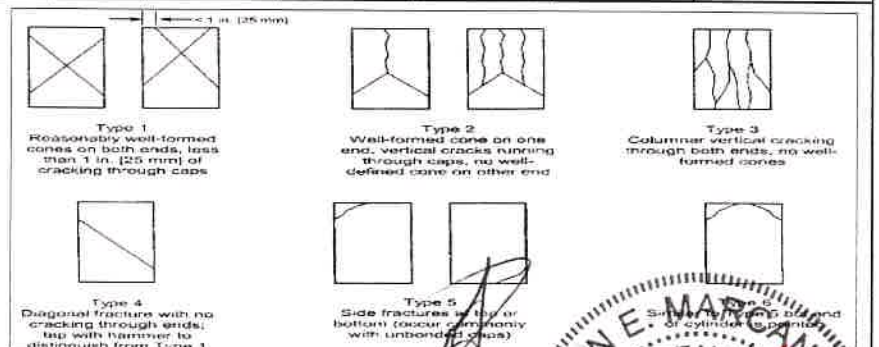 < 1 in. [25 mm]
Type 1
Reasonably well-formed
cones on both ends, less
than 1 in. [25 mm] of
cracking through caps
Type 2
Well-formed cone on one
end, vertical cracks running
through caps, no well-
defined cone on other end
Type 3
Columnar vertical cracking
through both ends, no well-
formed cones
Type 4
Diagonal fracture with no
cracking through ends;
tap with hammer to
distinguish from Type 1
Type 5
Side fractures at top or
bottom (occur commonly
with unbonded caps)
Type 6
Similar to Type 5 but end
of cylinder is pointed
N E. MARCAN